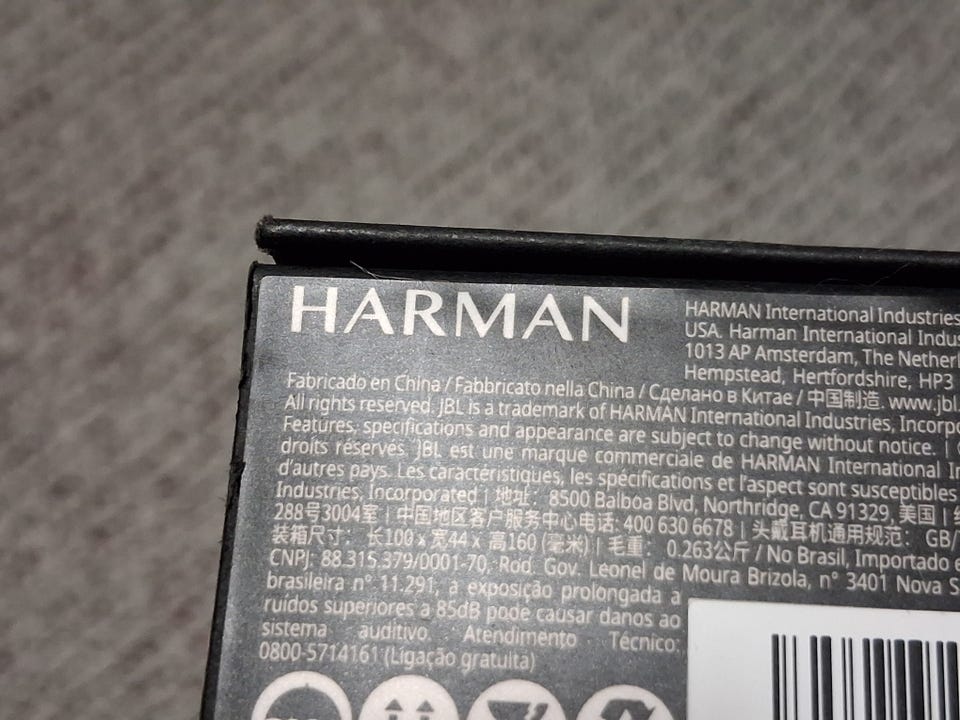 HARMAN
HARMAN International Industries
USA. Harman International Indus
1013 AP Amsterdam, The Netherl
Hempstead, Hertfordshire, HP3
Fabricado en China / Fabbricato nella China / Сделано в Китае / 中国制造. www.jbl.
All rights reserved. JBL is a trademark of HARMAN International Industries, Incorpo
Features, specifications and appearance are subject to change without notice. |
droits réservés. JBL est une marque commerciale de HARMAN International In
d'autres pays. Les caractéristiques, les spécifications et l'aspect sont susceptibles
Industries, Incorporated | 地址: 8500 Balboa Blvd, Northridge, CA 91329, 美国 |
288号3004室 | 中国地区客户服务中心电话: 400 630 6678 | 头戴耳机通用规范: GB/
装箱尺寸: 长100 x 宽44 x 高160 (毫米) | 毛重: 0.263公斤 / No Brasil, Importado
CNPJ: 88.315.379/0001-70, Rod. Gov. Leonel de Moura Brizola, n° 3401 Nova S
brasileira n° 11.291, a exposição prolongada a
ruídos superiores a 85dB pode causar danos ao
sistema auditivo. Atendimento Técnico:
0800-5714161 (Ligação gratuita)